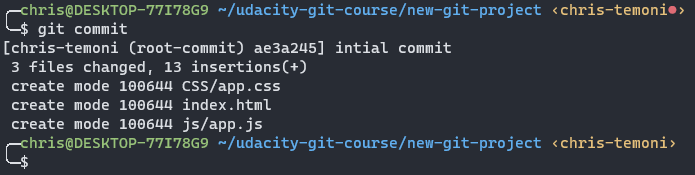 ╭─chris@DESKTOP-77I78G9 ~/udacity-git-course/new-git-project ‹chris-temoni●›
╰─$ git commit
[chris-temoni (root-commit) ae3a245] intial commit
 3 files changed, 13 insertions(+)
 create mode 100644 CSS/app.css
 create mode 100644 index.html
 create mode 100644 js/app.js
╭─chris@DESKTOP-77I78G9 ~/udacity-git-course/new-git-project ‹chris-temoni›
╰─$